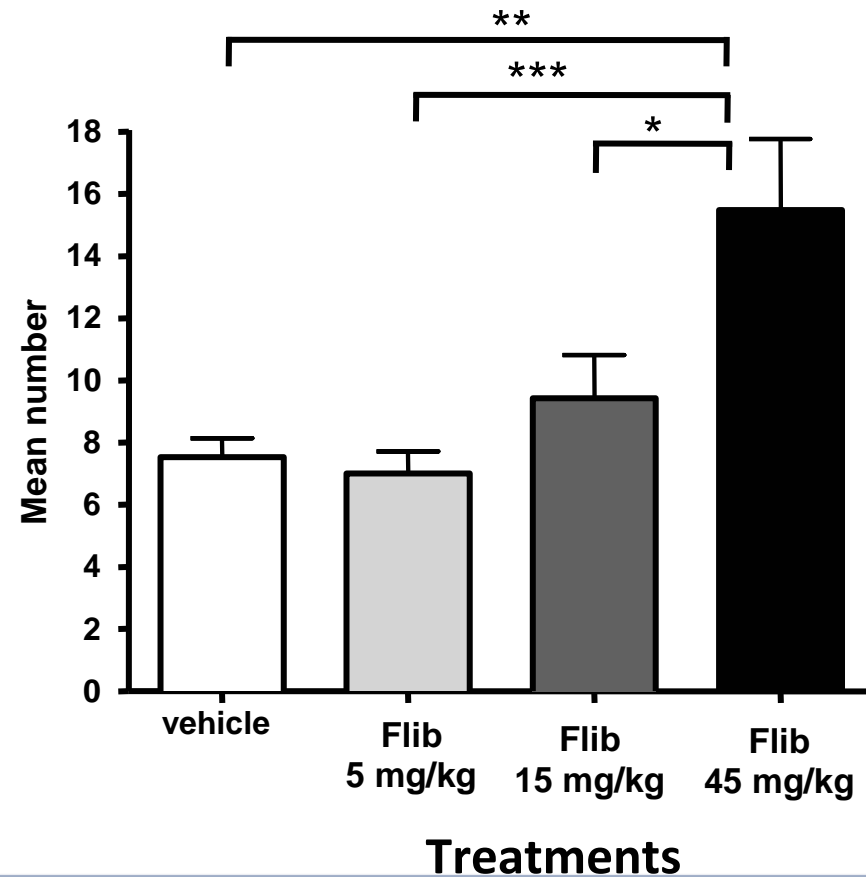 **
***
*
18
16
14
12
10
8
6
4
2
0
Mean number
vehicle
Flib
5 mg/kg
Flib
15 mg/kg
Flib
45 mg/kg
Treatments